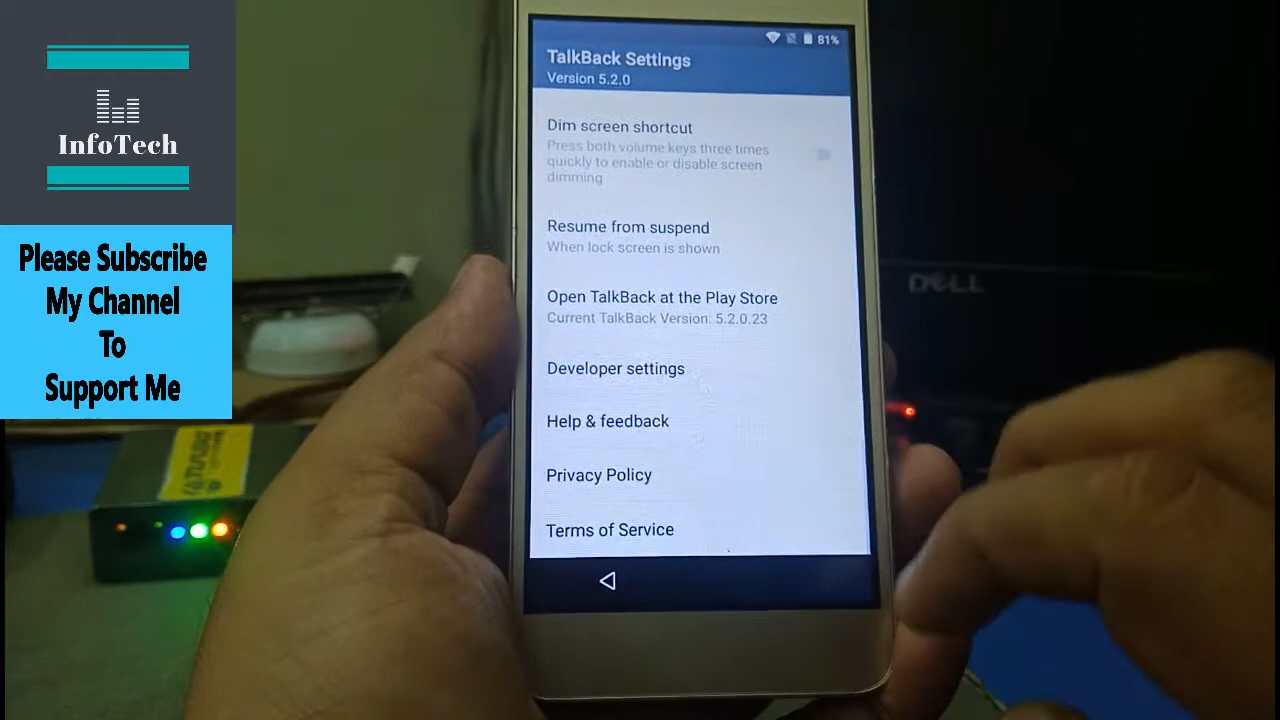 InfoTech
Please Subscribe
My Channel
To
Support Me
81%
TalkBack Settings
Version 5.2.0
Dim screen shortcut
Press both volume keys three times
quickly to enable or disable screen
dimming
Resume from suspend
When lock screen is shown
Open TalkBack at the Play Store
Current TalkBack Version: 5.2.0.23
Developer settings
Help & feedback
Privacy Policy
Terms of Service
DELL